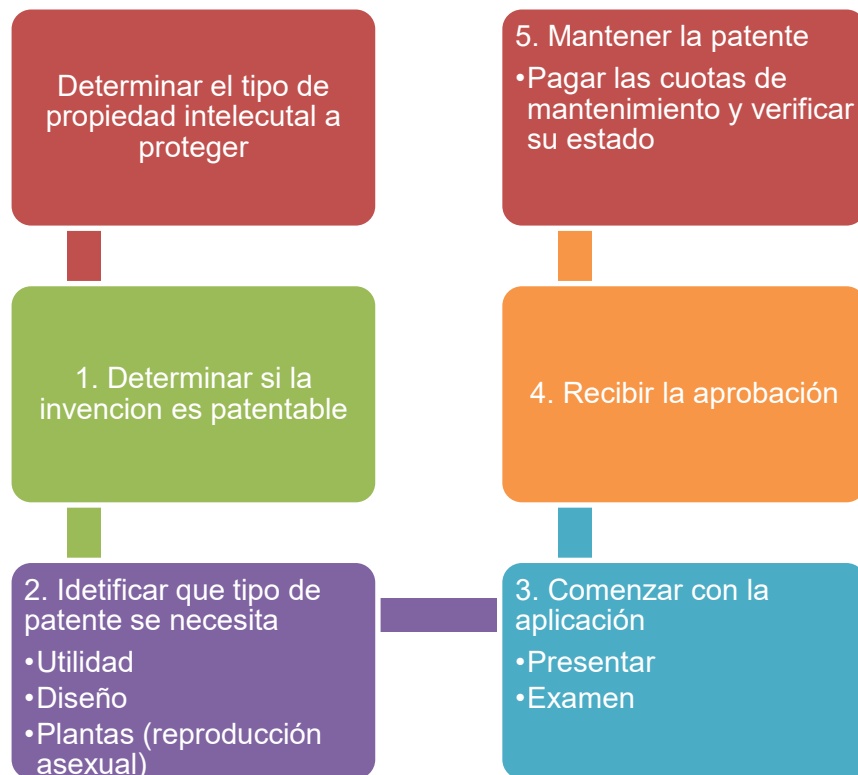 Determinar el tipo de
propiedad intelecutal a
proteger
1. Determinar si la
invencion es patentable
2. Idetificar que tipo de
patente se necesita
•Utilidad
•Diseño
•Plantas (reproducción
asexual)
3. Comenzar con la
aplicación
•Presentar
•Examen
4. Recibir la aprobación
5. Mantener la patente
•Pagar las cuotas de
mantenimiento y verificar
su estado